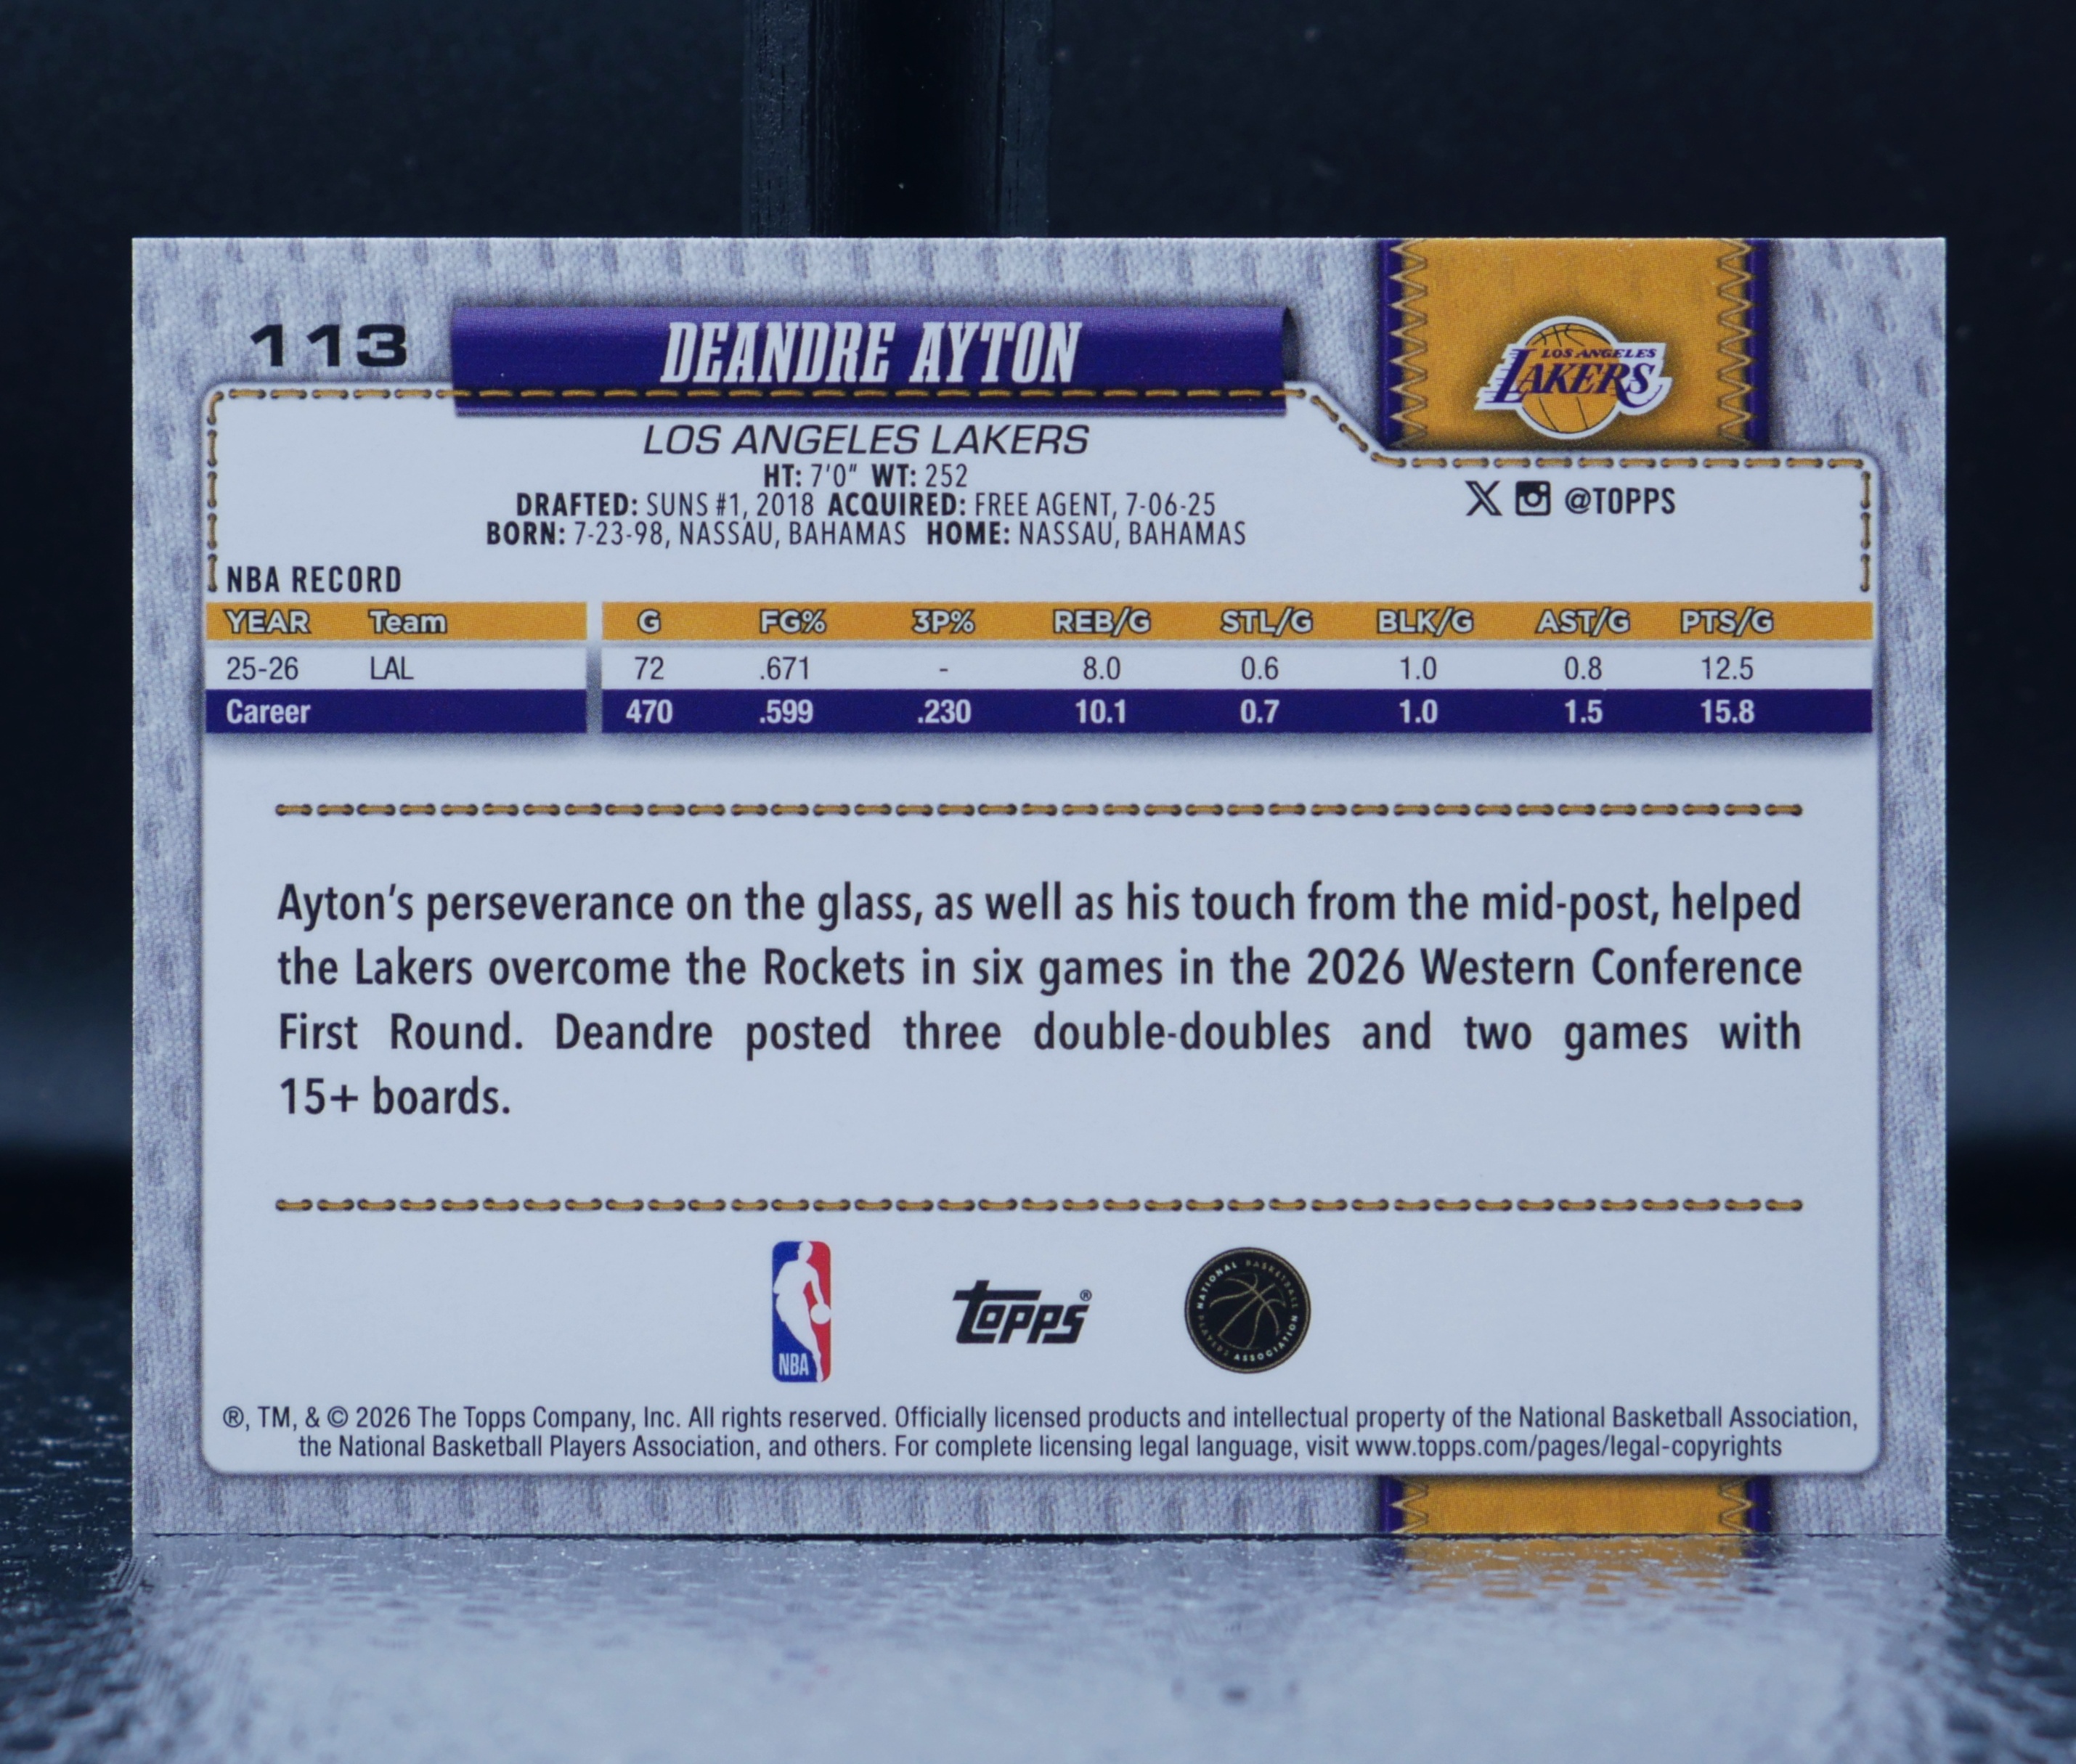 113
DEANDRE AYTON
LOS ANGELES LAKERS
LOS ANGELES LAKERS
HT: 7'0" WT: 252
DRAFTED: SUNS #1, 2018 ACQUIRED: FREE AGENT, 7-06-25
BORN: 7-23-98, NASSAU, BAHAMAS HOME: NASSAU, BAHAMAS
@TOPPS
NBA RECORD
YEAR Team G FG% 3P% REB/G STL/G BLK/G AST/G PTS/G
25-26 LAL 72 .671 - 8.0 0.6 1.0 0.8 12.5
Career 470 .599 .230 10.1 0.7 1.0 1.5 15.8
Ayton's perseverance on the glass, as well as his touch from the mid-post, helped
the Lakers overcome the Rockets in six games in the 2026 Western Conference
First Round. Deandre posted three double-doubles and two games with
15+ boards.
NBA
Topps®
NATIONAL BASKETBALL PLAYERS ASSOCIATION
®, TM, & © 2026 The Topps Company, Inc. All rights reserved. Officially licensed products and intellectual property of the National Basketball Association,
the National Basketball Players Association, and others. For complete licensing legal language, visit www.topps.com/pages/legal-copyrights